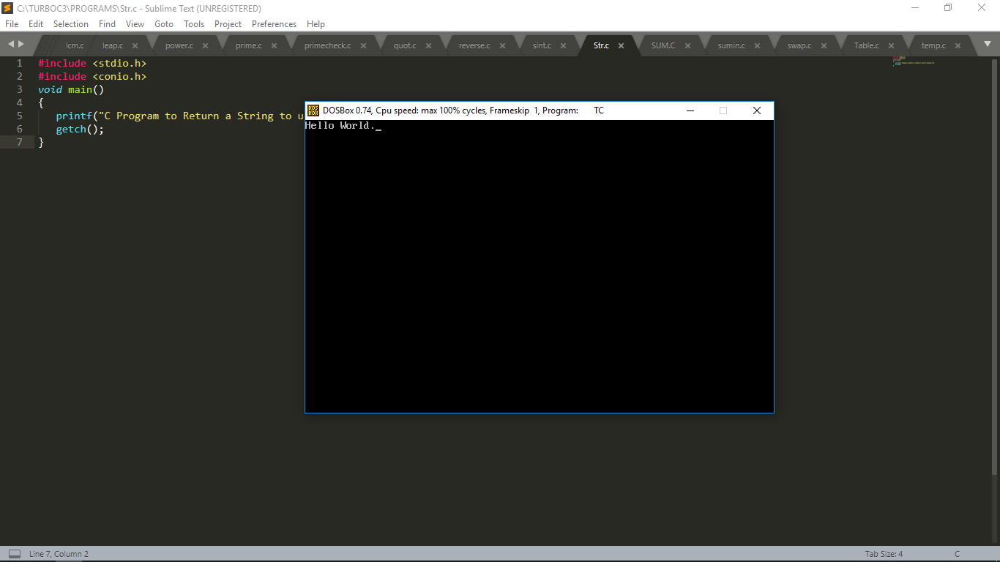 C:\TURBOC3\PROGRAMS\Str.c - Sublime Text (UNREGISTERED)
File Edit Selection Find View Goto Tools Project Preferences Help
lcm.c leap.c power.c prime.c primecheck.c quot.c reverse.c sint.c Str.c SUM.C sumin.c swap.c Table.c temp.c
1 #include <stdio.h>
2 #include <conio.h>
3 void main()
4 {
5 printf("C Program to Return a String to u
6 getch();
7 }
DOS BOX
DOSBox 0.74, Cpu speed: max 100% cycles, Frameskip 1, Program: TC
Hello World._
Line 7, Column 2 Tab Size: 4 C